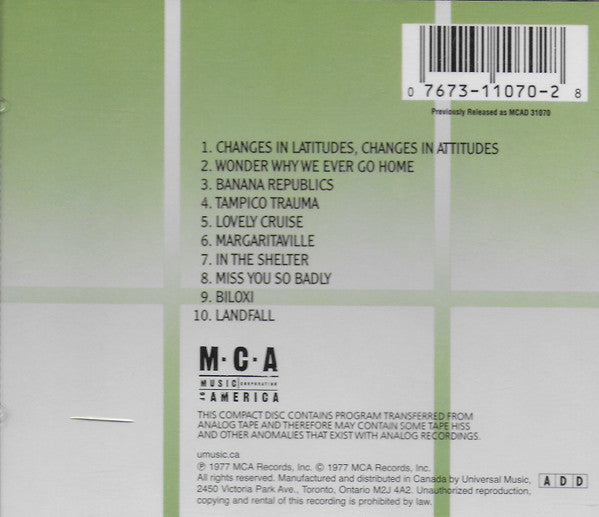 0 7673-11070-2 8
Previously Released as MCAD 31070
1. CHANGES IN LATITUDES, CHANGES IN ATTITUDES
2. WONDER WHY WE EVER GO HOME
3. BANANA REPUBLICS
4. TAMPICO TRAUMA
5. LOVELY CRUISE
6. MARGARITAVILLE
7. IN THE SHELTER
8. MISS YOU SO BADLY
9. BILOXI
10. LANDFALL
M·C·A
MUSIC CORPORATION
OF AMERICA
THIS COMPACT DISC CONTAINS PROGRAM TRANSFERRED FROM
ANALOG TAPE AND THEREFORE MAY CONTAIN SOME TAPE HISS
AND OTHER ANOMALIES THAT EXIST WITH ANALOG RECORDINGS.
umusic.ca
℗ 1977 MCA Records, Inc. © 1977 MCA Records, Inc.
All rights reserved. Manufactured and distributed in Canada by Universal Music,
2450 Victoria Park Ave., Toronto, Ontario M2J 4A2. Unauthorized reproduction,
copying and rental of this recording is prohibited by law.
A D D